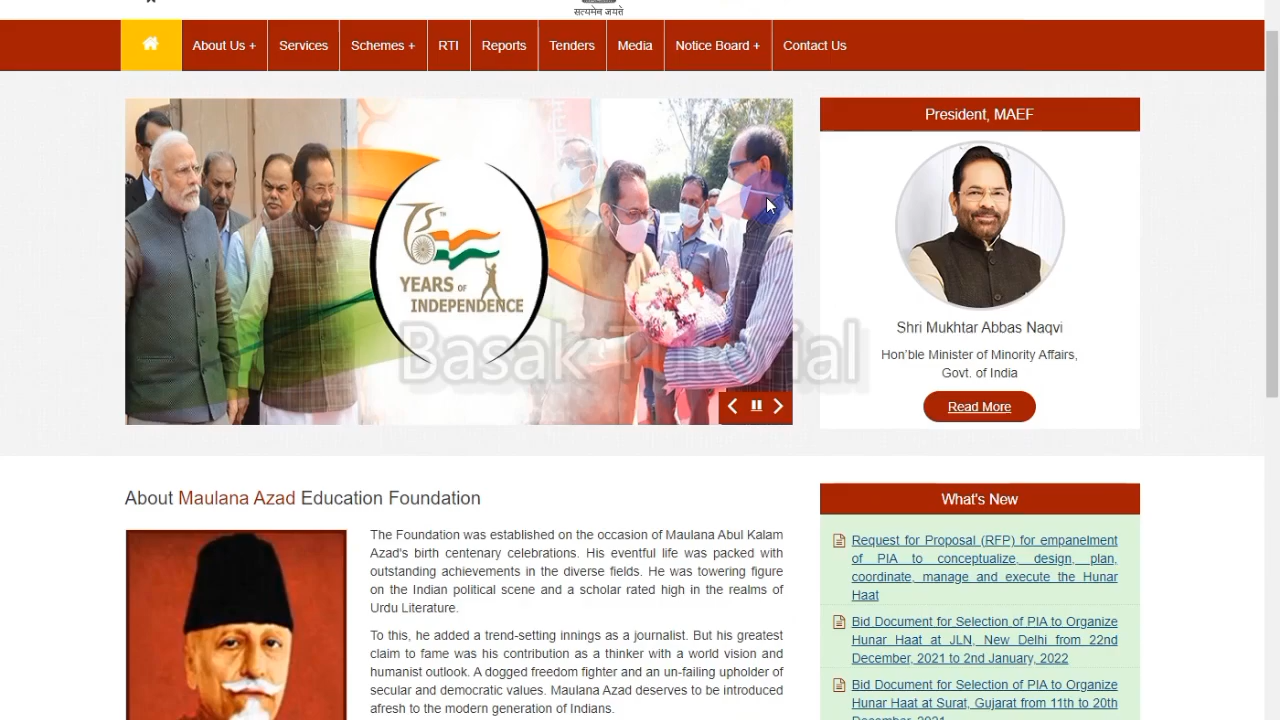 सत्यमेव जयते
About Us +
Services
Schemes +
RTI
Reports
Tenders
Media
Notice Board +
Contact Us
75TH
YEARS OF
INDEPENDENCE
President, MAEF
Shri Mukhtar Abbas Naqvi
Hon'ble Minister of Minority Affairs,
Govt. of India
Read More
Basak Tutorial
About Maulana Azad Education Foundation
The Foundation was established on the occasion of Maulana Abul Kalam
Azad's birth centenary celebrations. His eventful life was packed with
outstanding achievements in the diverse fields. He was towering figure
on the Indian political scene and a scholar rated high in the realms of
Urdu Literature.
To this, he added a trend-setting innings as a journalist. But his greatest
claim to fame was his contribution as a thinker with a world vision and
humanist outlook. A dogged freedom fighter and an un-failing upholder of
secular and democratic values. Maulana Azad deserves to be introduced
afresh to the modern generation of Indians.
What's New
Request for Proposal (RFP) for empanelment
of PIA to conceptualize, design, plan,
coordinate, manage and execute the Hunar
Haat
Bid Document for Selection of PIA to Organize
Hunar Haat at JLN, New Delhi from 22nd
December, 2021 to 2nd January, 2022
Bid Document for Selection of PIA to Organize
Hunar Haat at Surat, Gujarat from 11th to 20th
December, 2021